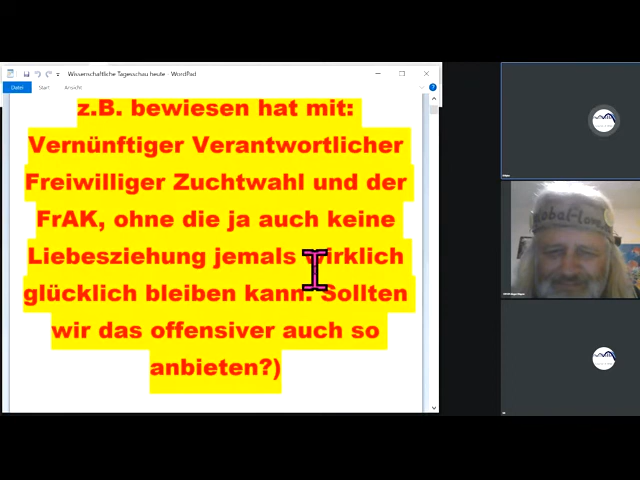 Wissenschaftliche Tagesschau heute - WordPad
Datei Start Ansicht
z.B. bewiesen hat mit:
Vernünftiger Verantwortlicher
Freiwilliger Zuchtwahl und der
FrAK, ohne die ja auch keine
Liebesziehung jemals wirklich
glücklich bleiben kann. Sollten
wir das offensiver auch so
anbieten?)